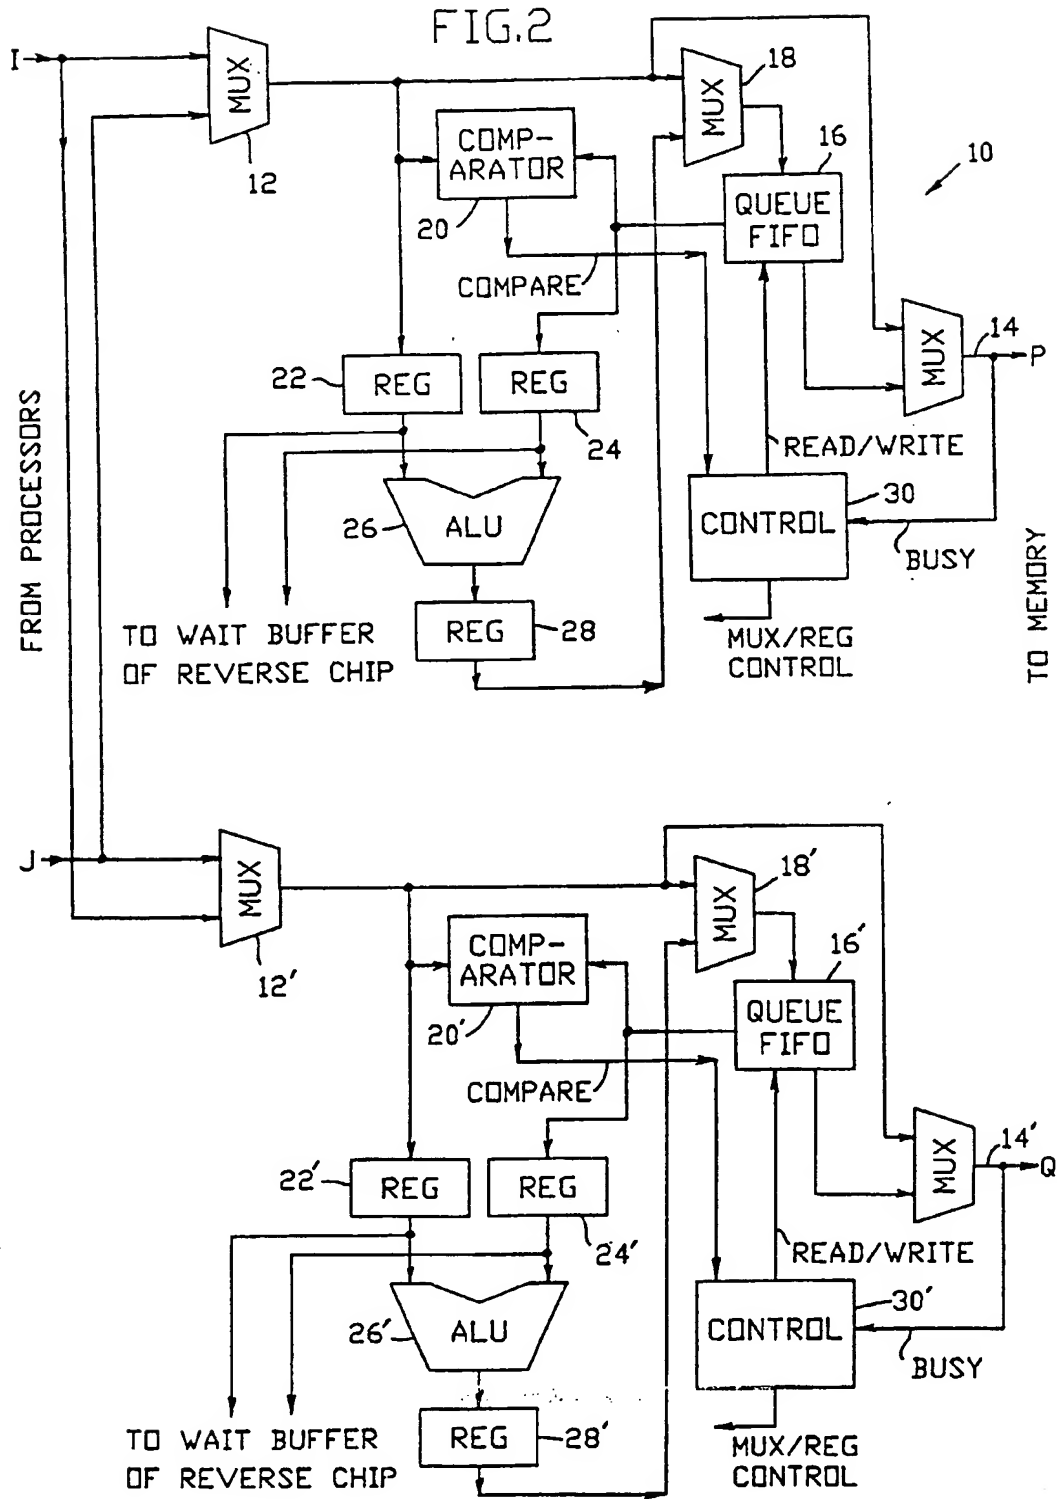 FIG.2
I
MUX
12
MUX
18
COMP-
ARATOR
20
16
QUEUE
FIFO
10
COMPARE
MUX
14
P
22
REG
REG
24
READ/WRITE
FROM PROCESSORS
26
ALU
CONTROL
30
BUSY
TO MEMORY
TO WAIT BUFFER
OF REVERSE CHIP
REG
28
MUX/REG
CONTROL
J
MUX
12'
MUX
18'
COMP-
ARATOR
20'
16'
QUEUE
FIFO
COMPARE
MUX
14'
Q
22'
REG
REG
24'
READ/WRITE
26'
ALU
CONTROL
30'
BUSY
TO WAIT BUFFER
OF REVERSE CHIP
REG
28'
MUX/REG
CONTROL